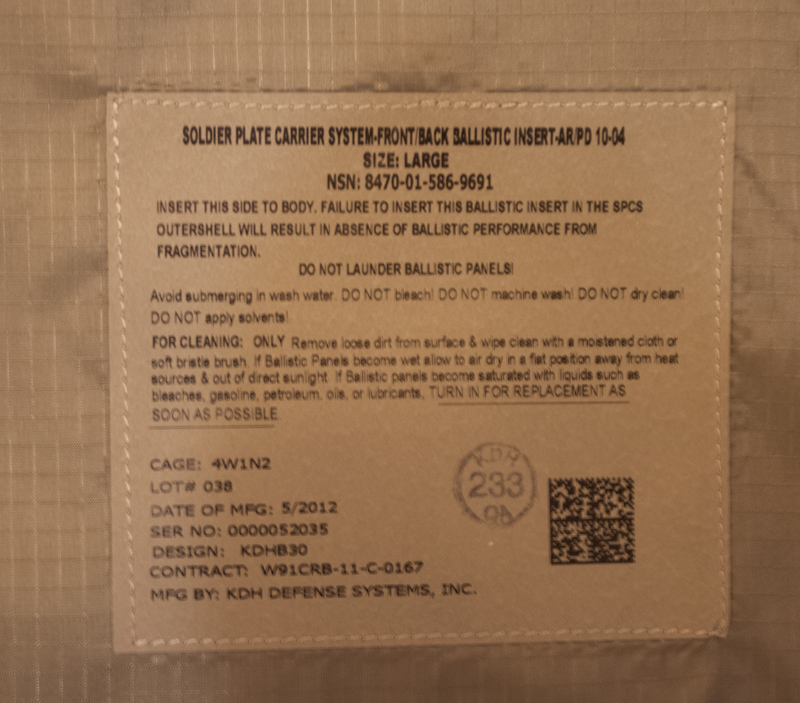 SOLDIER PLATE CARRIER SYSTEM-FRONT/BACK BALLISTIC INSERT-AR/PD 10-04
SIZE: LARGE
NSN: 8470-01-586-9691
INSERT THIS SIDE TO BODY. FAILURE TO INSERT THIS BALLISTIC INSERT IN THE SPCS
OUTERSHELL WILL RESULT IN ABSENCE OF BALLISTIC PERFORMANCE FROM
FRAGMENTATION.
DO NOT LAUNDER BALLISTIC PANELS!
Avoid submerging in wash water. DO NOT bleach! DO NOT machine wash! DO NOT dry clean!
DO NOT apply solvents!
FOR CLEANING: ONLY Remove loose dirt from surface & wipe clean with a moistened cloth or
soft bristle brush. If Ballistic Panels become wet allow to air dry in a flat position away from heat
sources & out of direct sunlight. If Ballistic panels become saturated with liquids such as
bleaches, gasoline, petroleum, oils, or lubricants, TURN IN FOR REPLACEMENT AS
SOON AS POSSIBLE.
CAGE: 4W1N2
LOT# 038
DATE OF MFG: 5/2012
SER NO: 0000052035
DESIGN: KDHB30
CONTRACT: W91CRB-11-C-0167
MFG BY: KDH DEFENSE SYSTEMS, INC.
KDH
233
QA